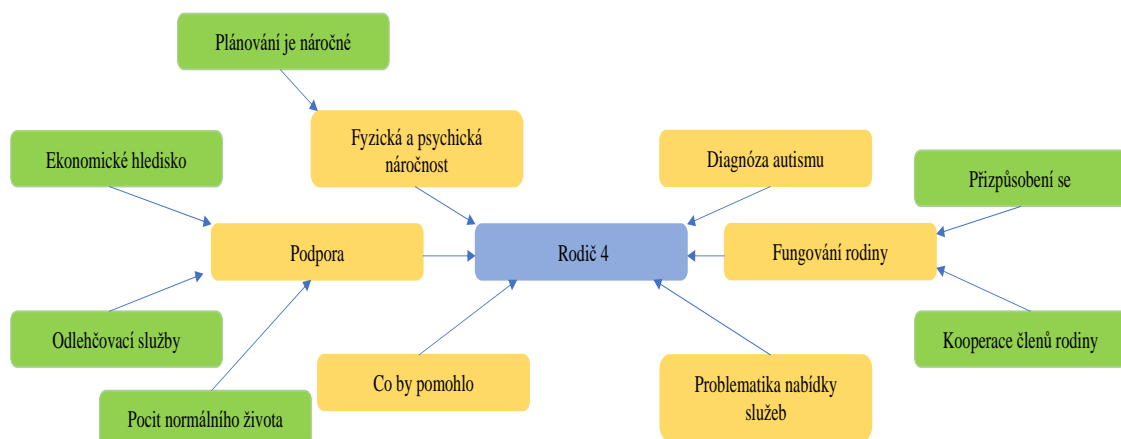 Plánování je náročné
Fyzická a psychická
náročnost
Ekonomické hledisko
Diagnóza autismu
Přizpůsobení se
Podpora
Rodič 4
Fungování rodiny
Odlehčovací služby
Kooperace členů rodiny
Co by pomohlo
Problematika nabídky
služeb
Pocit normálního života